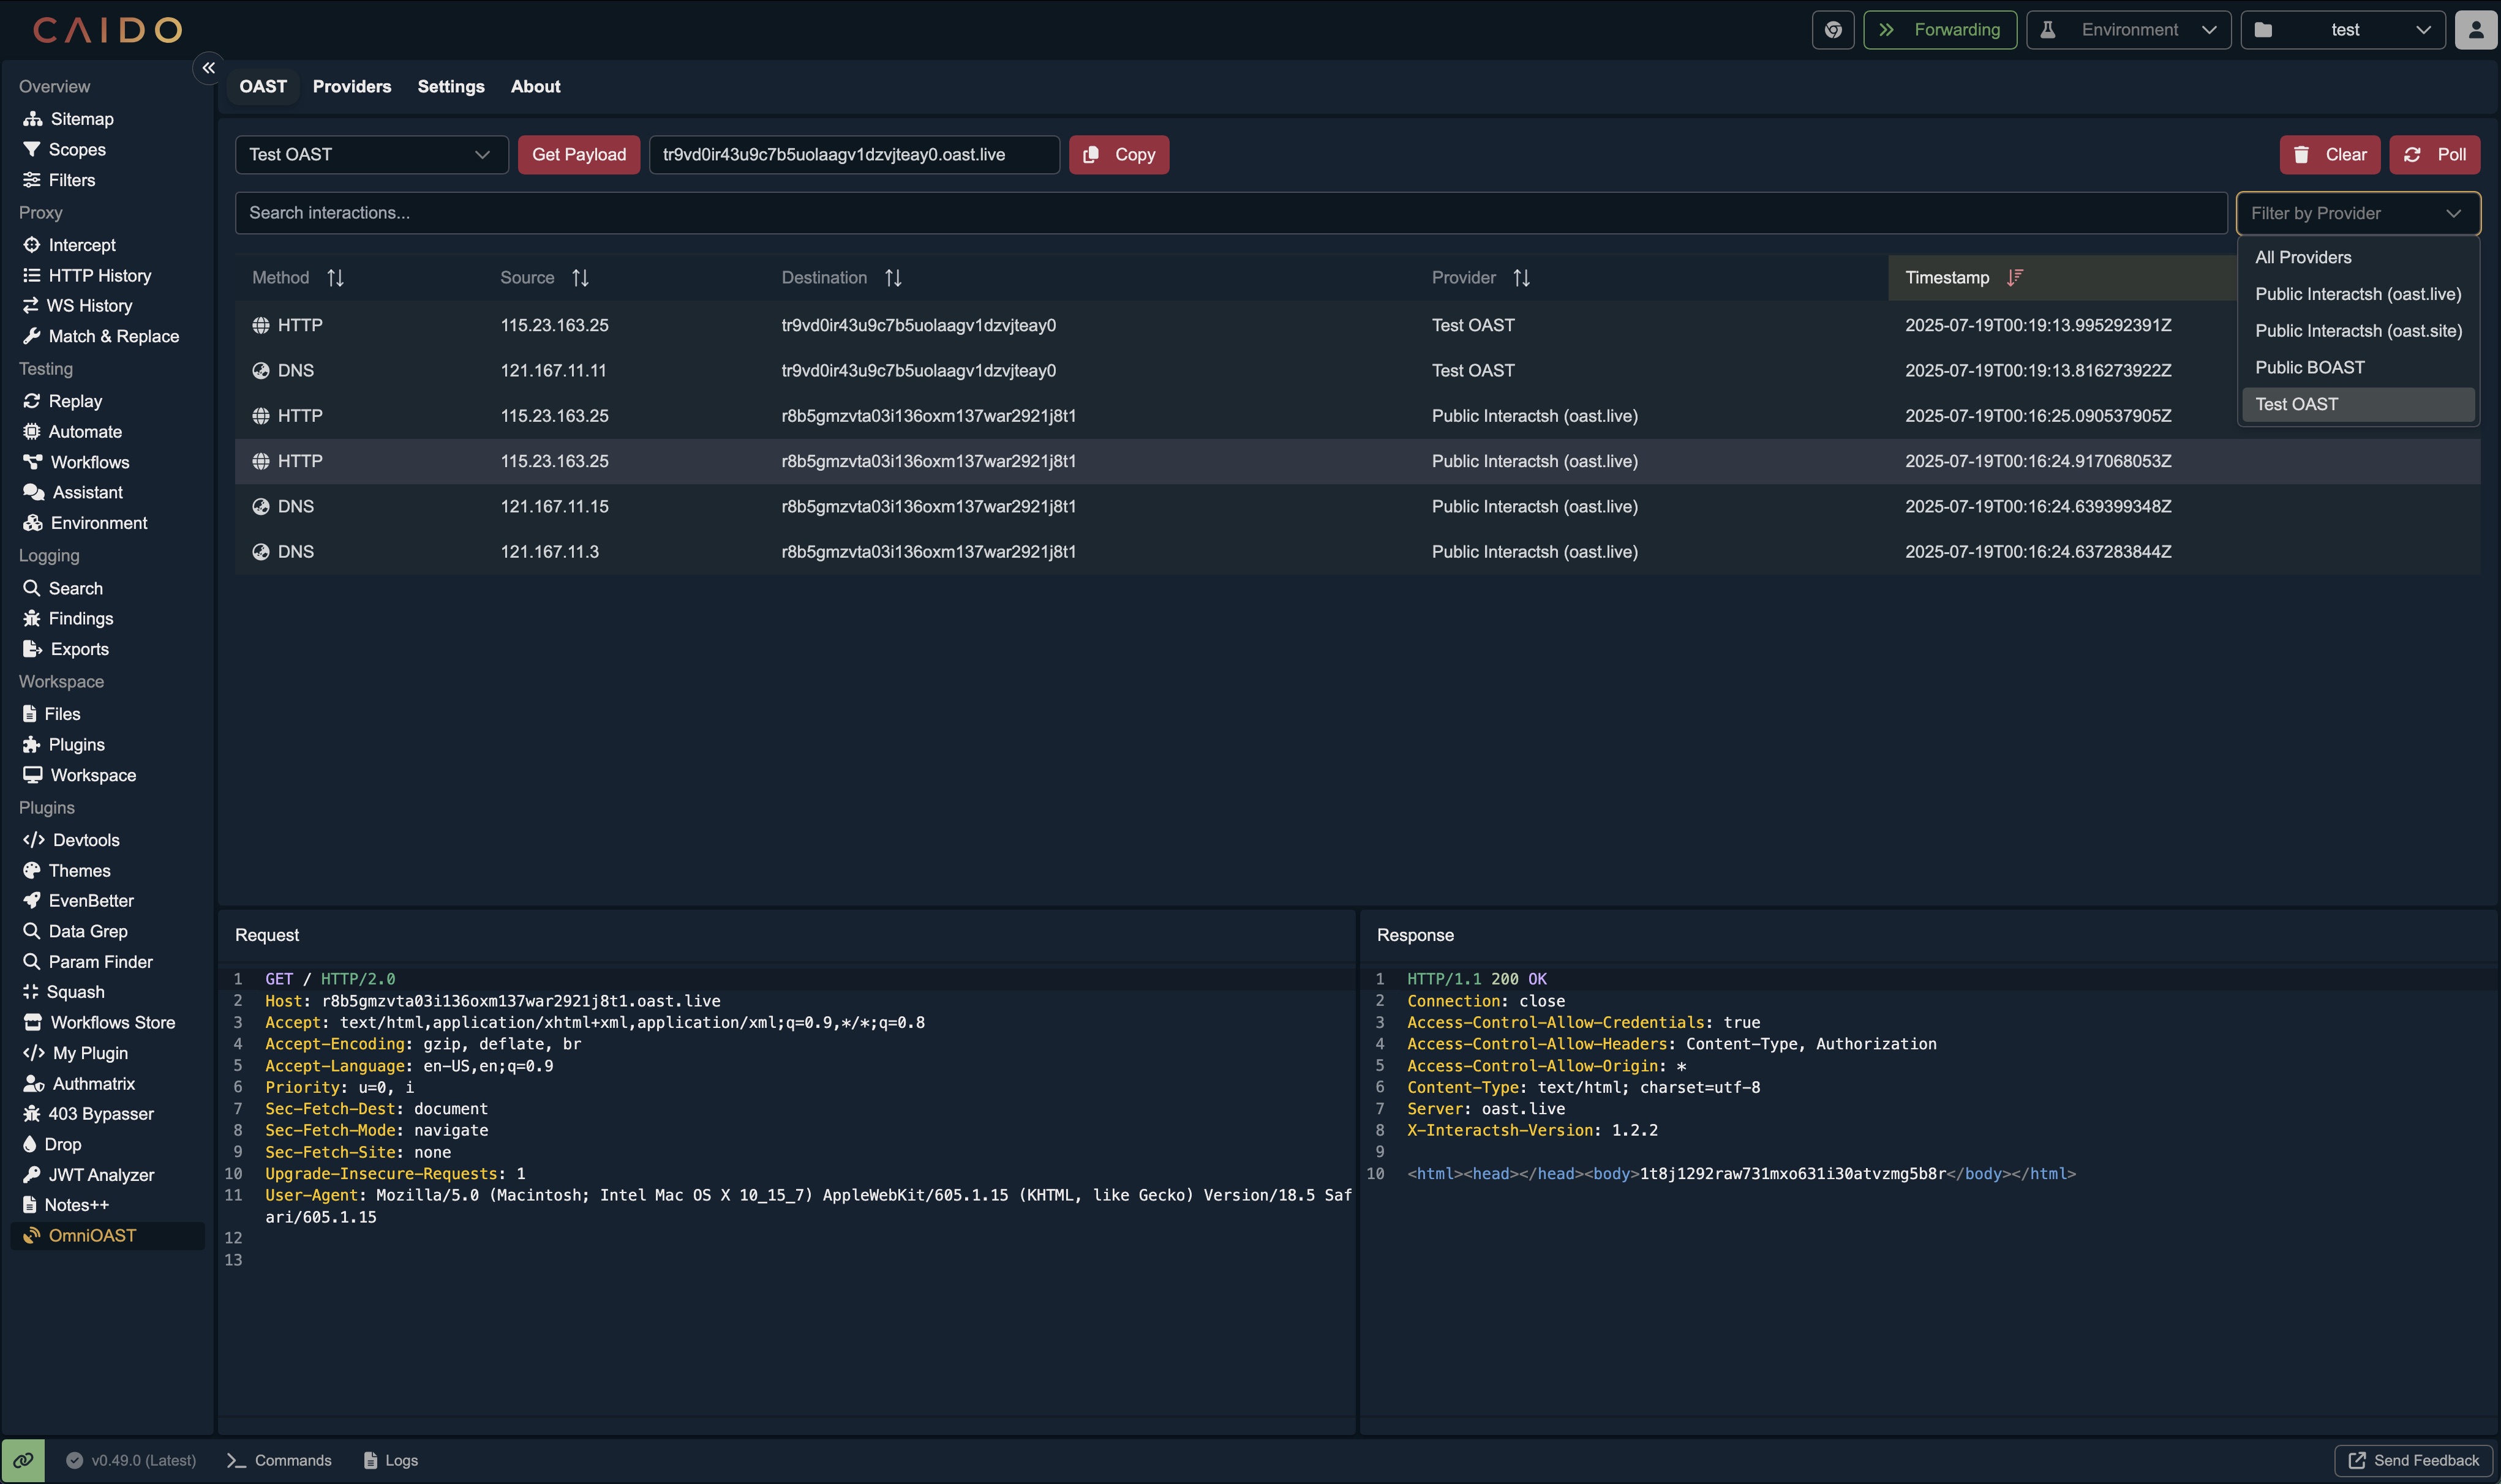 CAIDO
Forwarding
Environment
test
Overview
Sitemap
Scopes
Filters
Proxy
Intercept
HTTP History
WS History
Match & Replace
Testing
Replay
Automate
Workflows
Assistant
Environment
Logging
Search
Findings
Exports
Workspace
Files
Plugins
Workspace
Plugins
Devtools
Themes
EvenBetter
Data Grep
Param Finder
Squash
Workflows Store
My Plugin
Authmatrix
403 Bypasser
Drop
JWT Analyzer
Notes++
OmniOAST
OAST Providers Settings About
Test OAST Get Payload tr9vd0ir43u9c7b5uolaagv1dzvjteay0.oast.live Copy Clear Poll
Search interactions... Filter by Provider
All Providers
Public Interactsh (oast.live)
Public Interactsh (oast.site)
Public BOAST
Test OAST
Method Source Destination Provider Timestamp
HTTP 115.23.163.25 tr9vd0ir43u9c7b5uolaagv1dzvjteay0 Test OAST 2025-07-19T00:19:13.995292391Z
DNS 121.167.11.11 tr9vd0ir43u9c7b5uolaagv1dzvjteay0 Test OAST 2025-07-19T00:19:13.816273922Z
HTTP 115.23.163.25 r8b5gmzvta03i136oxm137war2921j8t1 Public Interactsh (oast.live) 2025-07-19T00:16:25.090537905Z
HTTP 115.23.163.25 r8b5gmzvta03i136oxm137war2921j8t1 Public Interactsh (oast.live) 2025-07-19T00:16:24.917068053Z
DNS 121.167.11.15 r8b5gmzvta03i136oxm137war2921j8t1 Public Interactsh (oast.live) 2025-07-19T00:16:24.639399348Z
DNS 121.167.11.3 r8b5gmzvta03i136oxm137war2921j8t1 Public Interactsh (oast.live) 2025-07-19T00:16:24.637283844Z
Request
1 GET / HTTP/2.0
2 Host: r8b5gmzvta03i136oxm137war2921j8t1.oast.live
3 Accept: text/html,application/xhtml+xml,application/xml;q=0.9,*/*;q=0.8
4 Accept-Encoding: gzip, deflate, br
5 Accept-Language: en-US,en;q=0.9
6 Priority: u=0, i
7 Sec-Fetch-Dest: document
8 Sec-Fetch-Mode: navigate
9 Sec-Fetch-Site: none
10 Upgrade-Insecure-Requests: 1
11 User-Agent: Mozilla/5.0 (Macintosh; Intel Mac OS X 10_15_7) AppleWebKit/605.1.15 (KHTML, like Gecko) Version/18.5 Saf
ari/605.1.15
12
13
Response
1 HTTP/1.1 200 OK
2 Connection: close
3 Access-Control-Allow-Credentials: true
4 Access-Control-Allow-Headers: Content-Type, Authorization
5 Access-Control-Allow-Origin: *
6 Content-Type: text/html; charset=utf-8
7 Server: oast.live
8 X-Interactsh-Version: 1.2.2
9
10 <html><head></head><body>1t8j1292raw731mxo631i30atvzmg5b8r</body></html>
v0.49.0 (Latest) Commands Logs Send Feedback